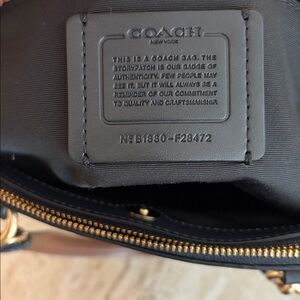 COACH
NEW YORK
THIS IS A COACH BAG. THE
STORYPATCH IS OUR BADGE OF
AUTHENTICITY. FEW PEOPLE MAY
SEE IT, BUT IT WILL ALWAYS BE A
REMINDER OF OUR COMMITMENT
TO QUALITY AND CRAFTSMANSHIP.
Nº B1880-F28472